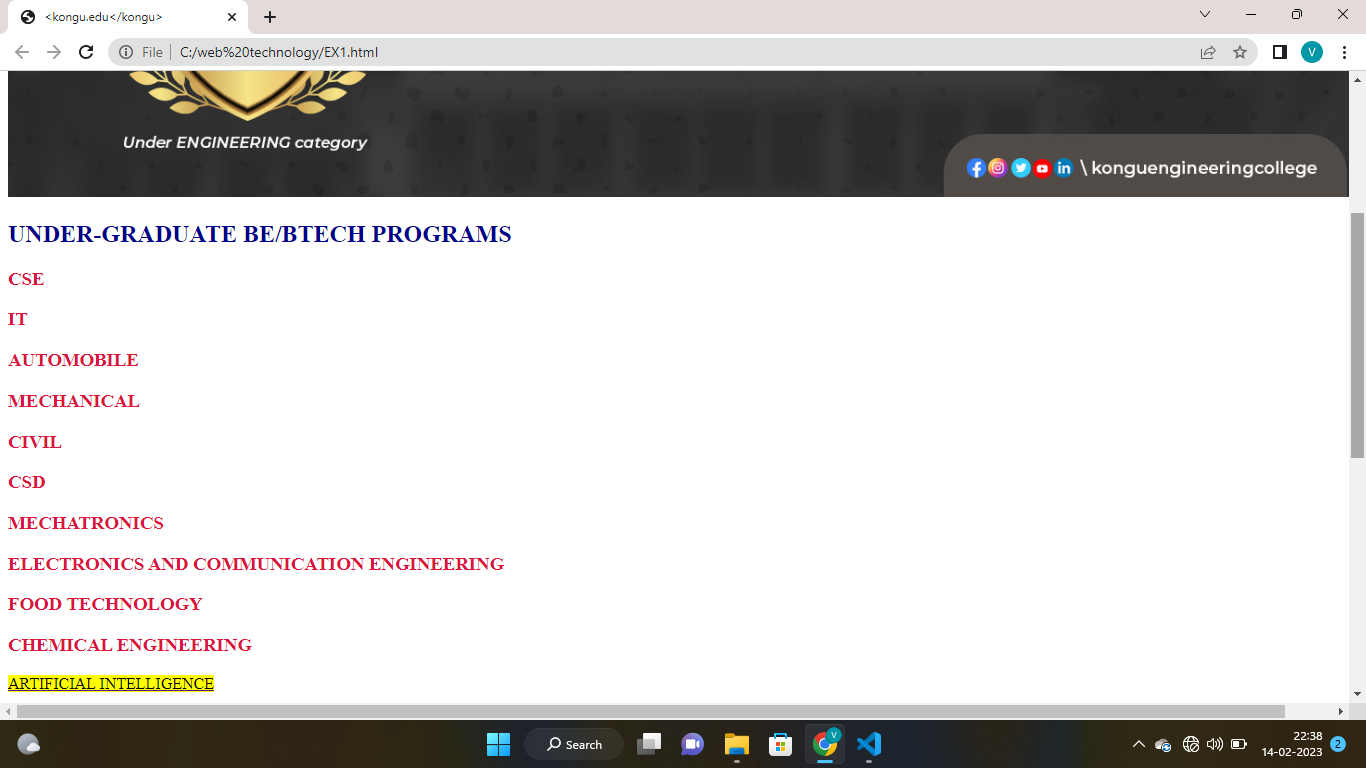 <kongu.edu</kongu>
File
C:/web%20technology/EX1.html
V
Under ENGINEERING category
\ konguengineeringcollege
UNDER-GRADUATE BE/BTECH PROGRAMS
CSE
IT
AUTOMOBILE
MECHANICAL
CIVIL
CSD
MECHATRONICS
ELECTRONICS AND COMMUNICATION ENGINEERING
FOOD TECHNOLOGY
CHEMICAL ENGINEERING
ARTIFICIAL INTELLIGENCE
Search
V
22:38
14-02-2023
2